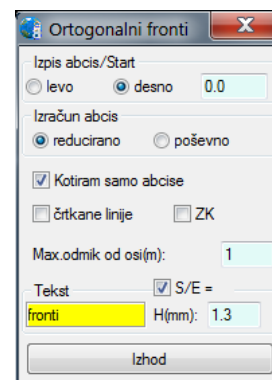 Ortogonalni fronti
Izpis abcis/Start
levo desno 0.0
Izračun abcis
reducirano poševno
Kotiram samo abcise
črtkane linije ZK
Max.odmik od osi(m): 1
Tekst S/E =
fronti H(mm): 1.3
Izhod